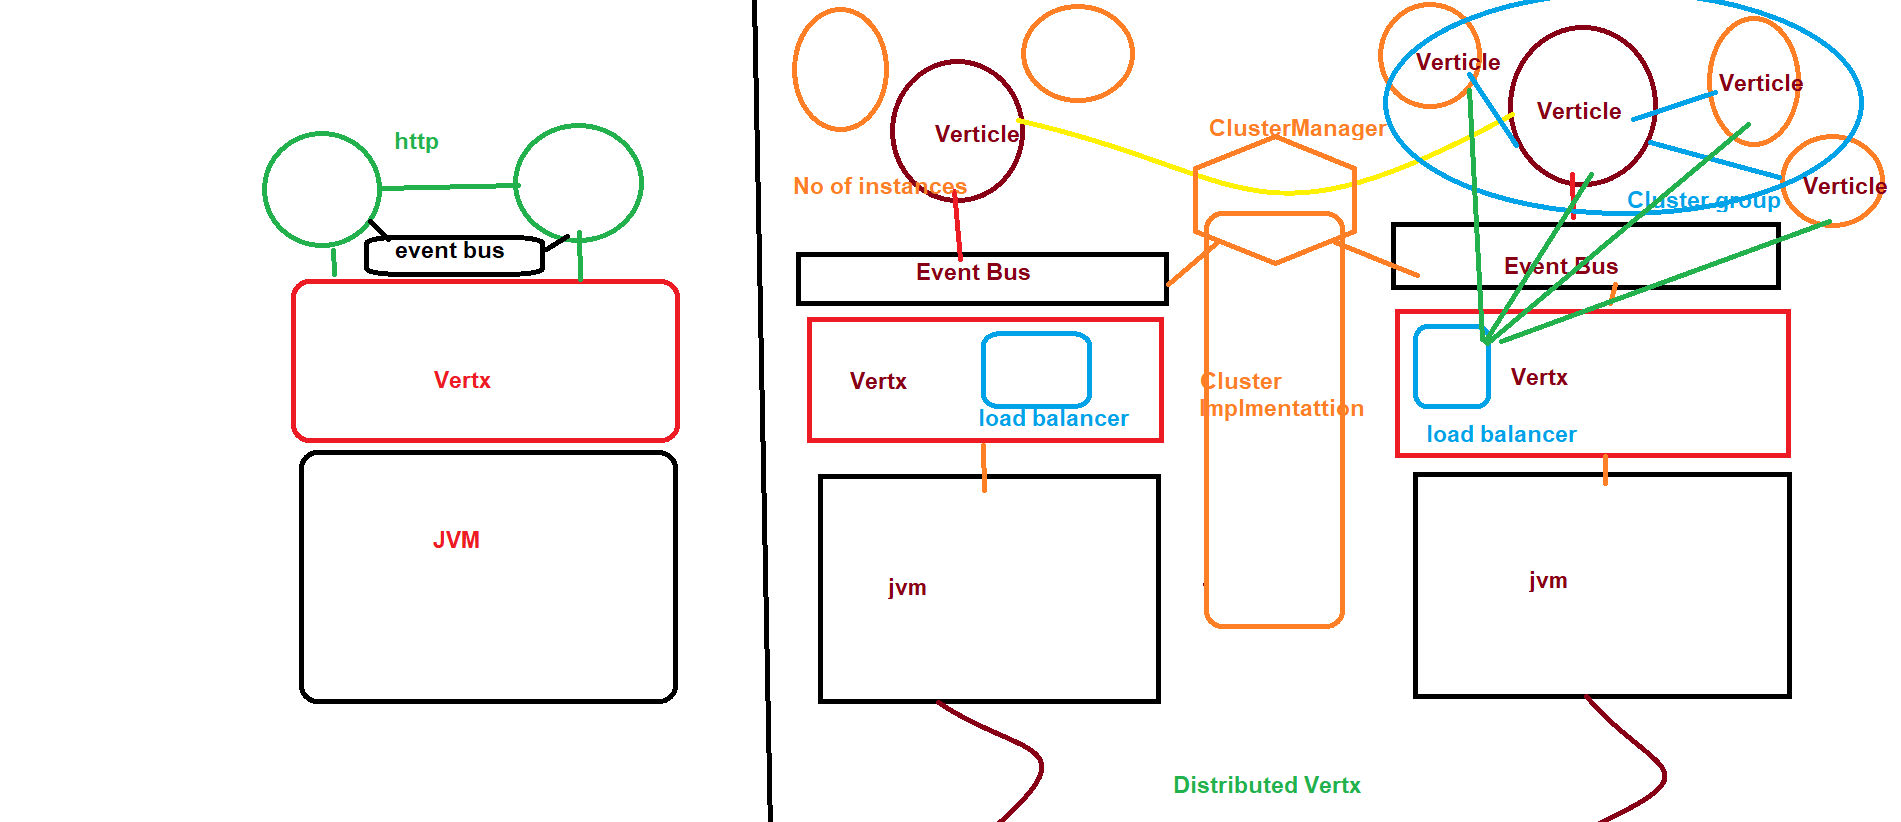 http
event bus
Vertx
JVM
Verticle
No of instances
Event Bus
Vertx
load balancer
jvm
ClusterManager
Cluster
Implmentattion
Verticle
Verticle
Verticle
Verticle
Cluster group
Event Bus
Vertx
load balancer
jvm
Distributed Vertx